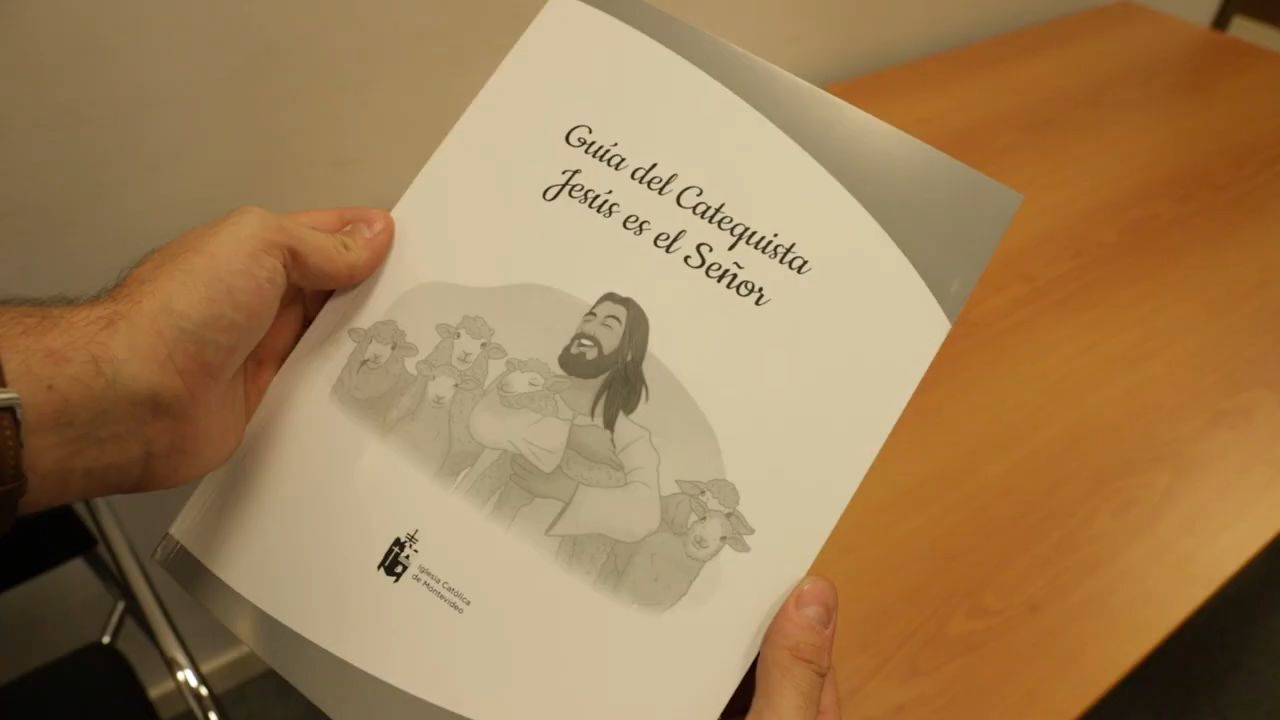 Guía del Catequista
Jesús es el Señor
Iglesia Católica
de Montevideo